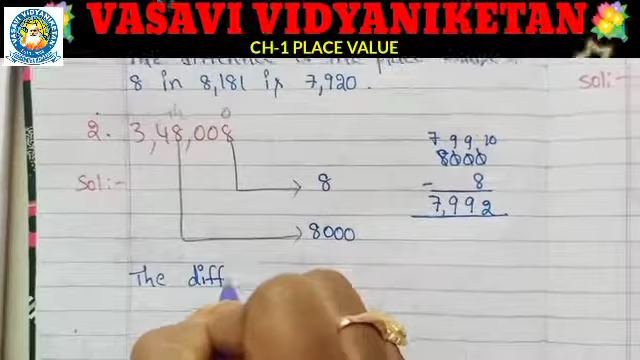 VASAVI VIDYANIKETAN
CH-1 PLACE VALUE
8 in 8,181 is 7,920.
Soli:-
2. 3,48,008
Sol:-
8
8000
7 9 9 10
8000
- 8
7,992
The diff